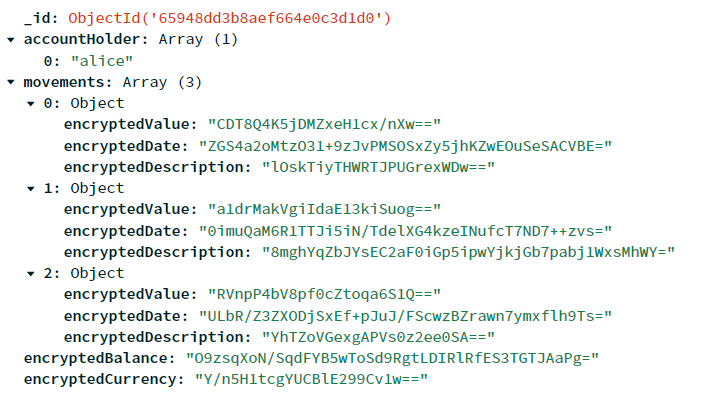 _id: ObjectId('65948dd3b8aef664e0c3d1d0')
accountHolder: Array (1)
0: "alice"
movements: Array (3)
0: Object
encryptedValue: "CDT8Q4K5jDMZxeH1cx/nXw=="
encryptedDate: "ZGS4a2oMtzO31+9zJvPMSOSxZy5jhKZwEOuSeSACVBE="
encryptedDescription: "lOskTiyTHWRTJPUGrexWDw=="
1: Object
encryptedValue: "a1drMakVgiIdaE13kiSuog=="
encryptedDate: "0imuQaM6R1TTJi5iN/TdelXG4kzeINufcT7ND7++zvs="
encryptedDescription: "8mghYqZbJYsEC2aF0iGp5ipwYjkjGb7pabj1WxsMhWY="
2: Object
encryptedValue: "RVnpP4bV8pf0cZtoqa6S1Q=="
encryptedDate: "ULbR/Z3ZXODjSxEf+pJuJ/FScwzBZrawn7ymxflh9Ts="
encryptedDescription: "YhTZoVGexgAPVs0z2ee0SA=="
encryptedBalance: "O9zsqXoN/SqdFYB5wToSd9RgtLDIRlRfES3TGTJAaPg="
encryptedCurrency: "Y/n5H1tcgYUCBlE299Cv1w=="